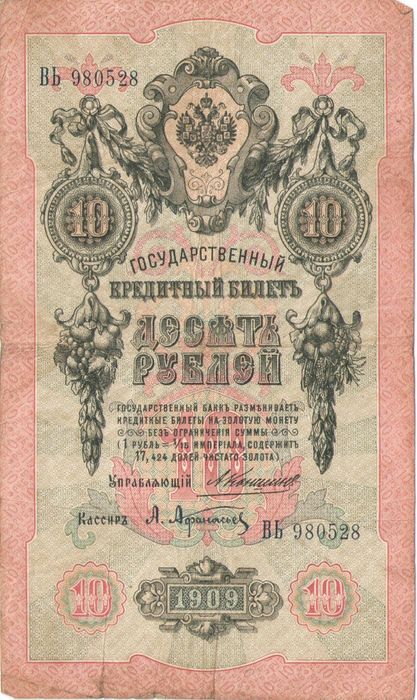 ВЬ 980528
10 10
ГОСУДАРСТВЕННЫЙ
КРЕДИТНЫЙ БИЛЕТЪ
ДЕСЯТЬ
РУБЛЕЙ
ГОСУДАРСТВЕННЫЙ БАНКЪ РАЗМѢНИВАЕТЪ
КРЕДИТНЫЕ БИЛЕТЫ НА ЗОЛОТУЮ МОНЕТУ
БЕЗЪ ОГРАНИЧЕНІЯ СУММЫ
(1 РУБЛЬ = 1/15 ИМПЕРІАЛА, СОДЕРЖИТЪ
17,424 ДОЛЕЙ ЧИСТАГО ЗОЛОТА).
10
УПРАВЛЯЮЩІЙ
КАССИРЪ А. Афанасьев
ВЬ 980528
10 1909 10